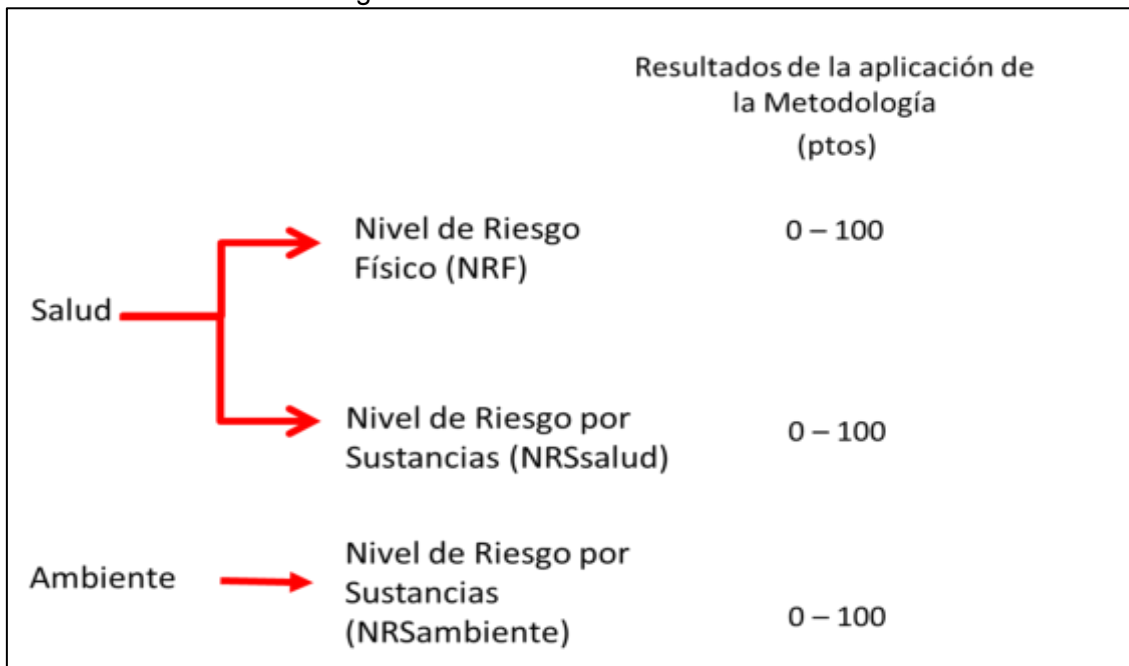 Resultados de la aplicación de
la Metodología
(ptos)
Nivel de Riesgo
Físico (NRF)
0 – 100
Salud
Nivel de Riesgo por
Sustancias (NRSsalud)
0 – 100
Ambiente
Nivel de Riesgo por
Sustancias
(NRSambiente)
0 – 100